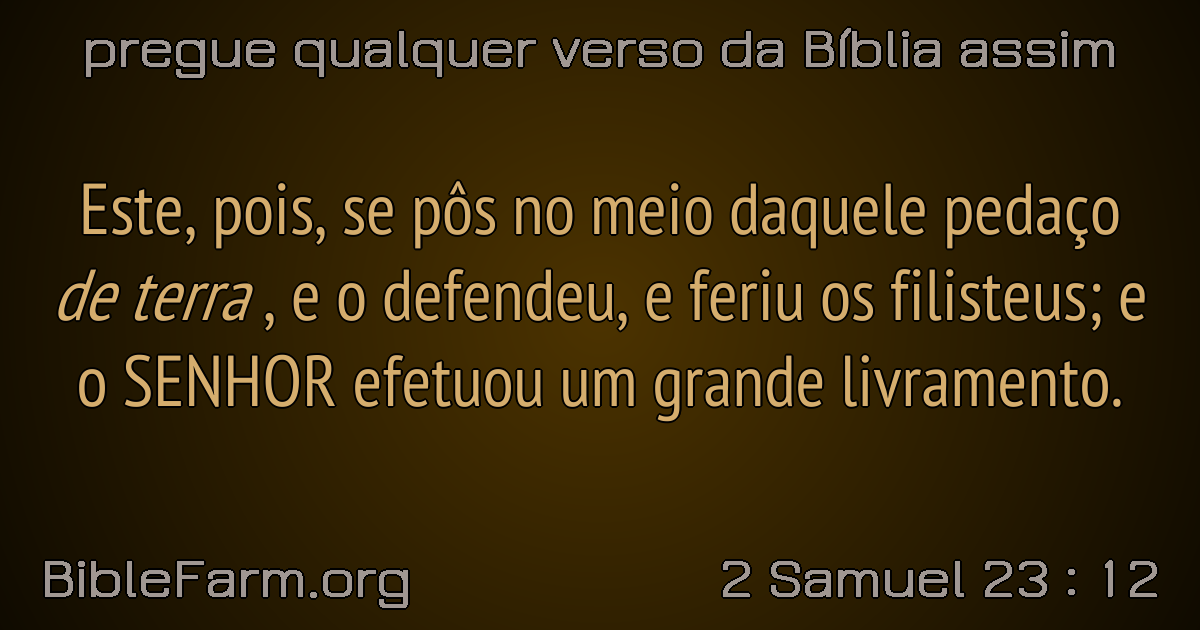 pregue qualquer verso da Bíblia assim
Este, pois, se pôs no meio daquele pedaço
de terra , e o defendeu, e feriu os filisteus; e
o SENHOR efetuou um grande livramento.
BibleFarm.org
2 Samuel 23 : 12